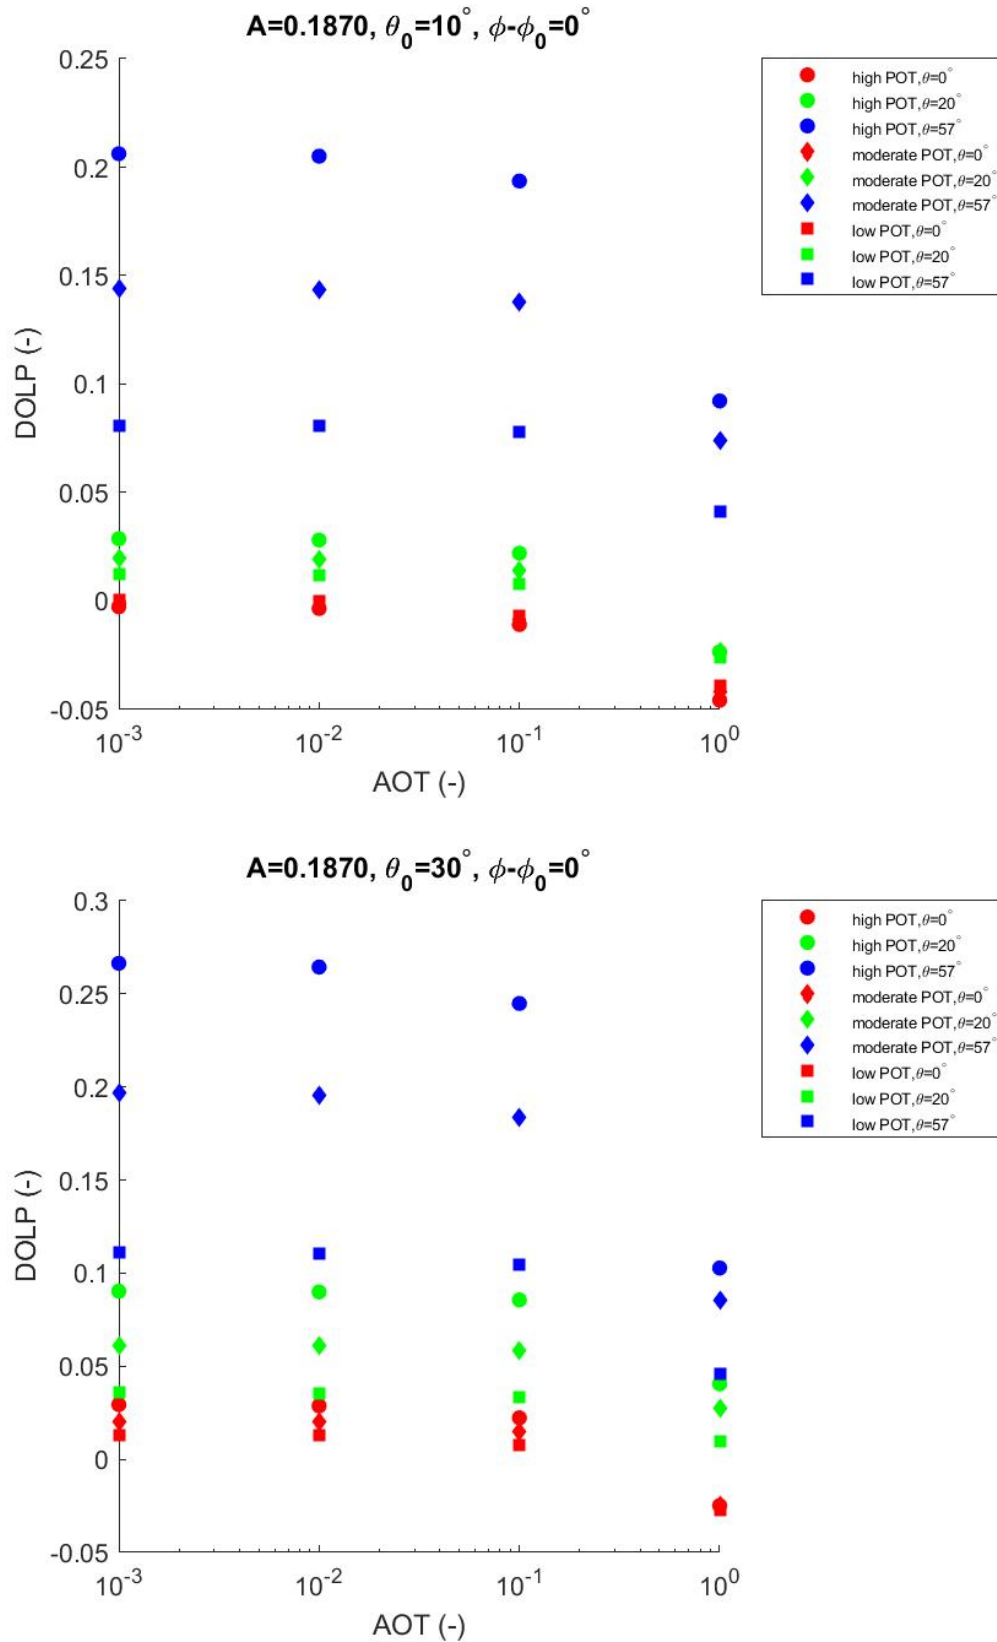 A=0.1870, θ0=10°, ϕ-ϕ0=0°
0.25
0.2
0.15
0.1
0.05
0
-0.05
DOLP (-)
10-3
10-2
10-1
100
AOT (-)
high POT,θ=0°
high POT,θ=20°
high POT,θ=57°
moderate POT,θ=0°
moderate POT,θ=20°
moderate POT,θ=57°
low POT,θ=0°
low POT,θ=20°
low POT,θ=57°
A=0.1870, θ0=30°, ϕ-ϕ0=0°
0.3
0.25
0.2
0.15
0.1
0.05
0
-0.05
DOLP (-)
10-3
10-2
10-1
100
AOT (-)
high POT,θ=0°
high POT,θ=20°
high POT,θ=57°
moderate POT,θ=0°
moderate POT,θ=20°
moderate POT,θ=57°
low POT,θ=0°
low POT,θ=20°
low POT,θ=57°